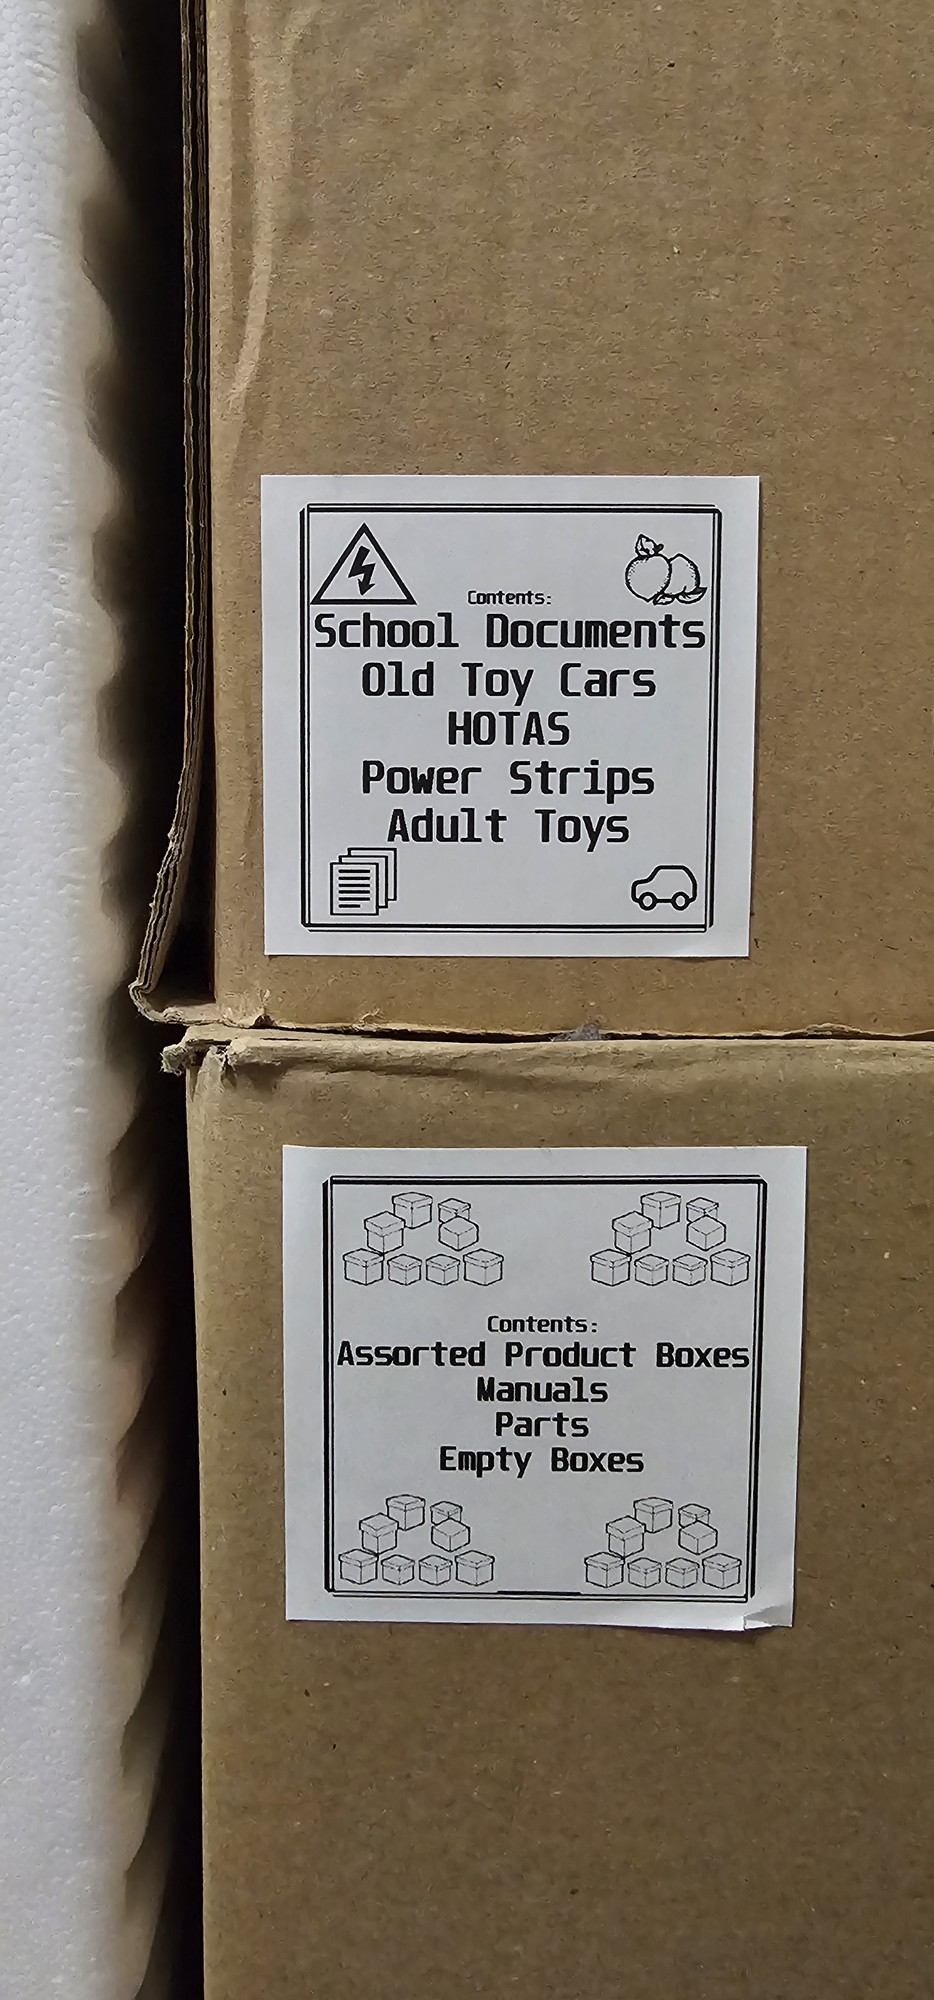 Contents:
School Documents
Old Toy Cars
HOTAS
Power Strips
Adult Toys
Contents:
Assorted Product Boxes
Manuals
Parts
Empty Boxes